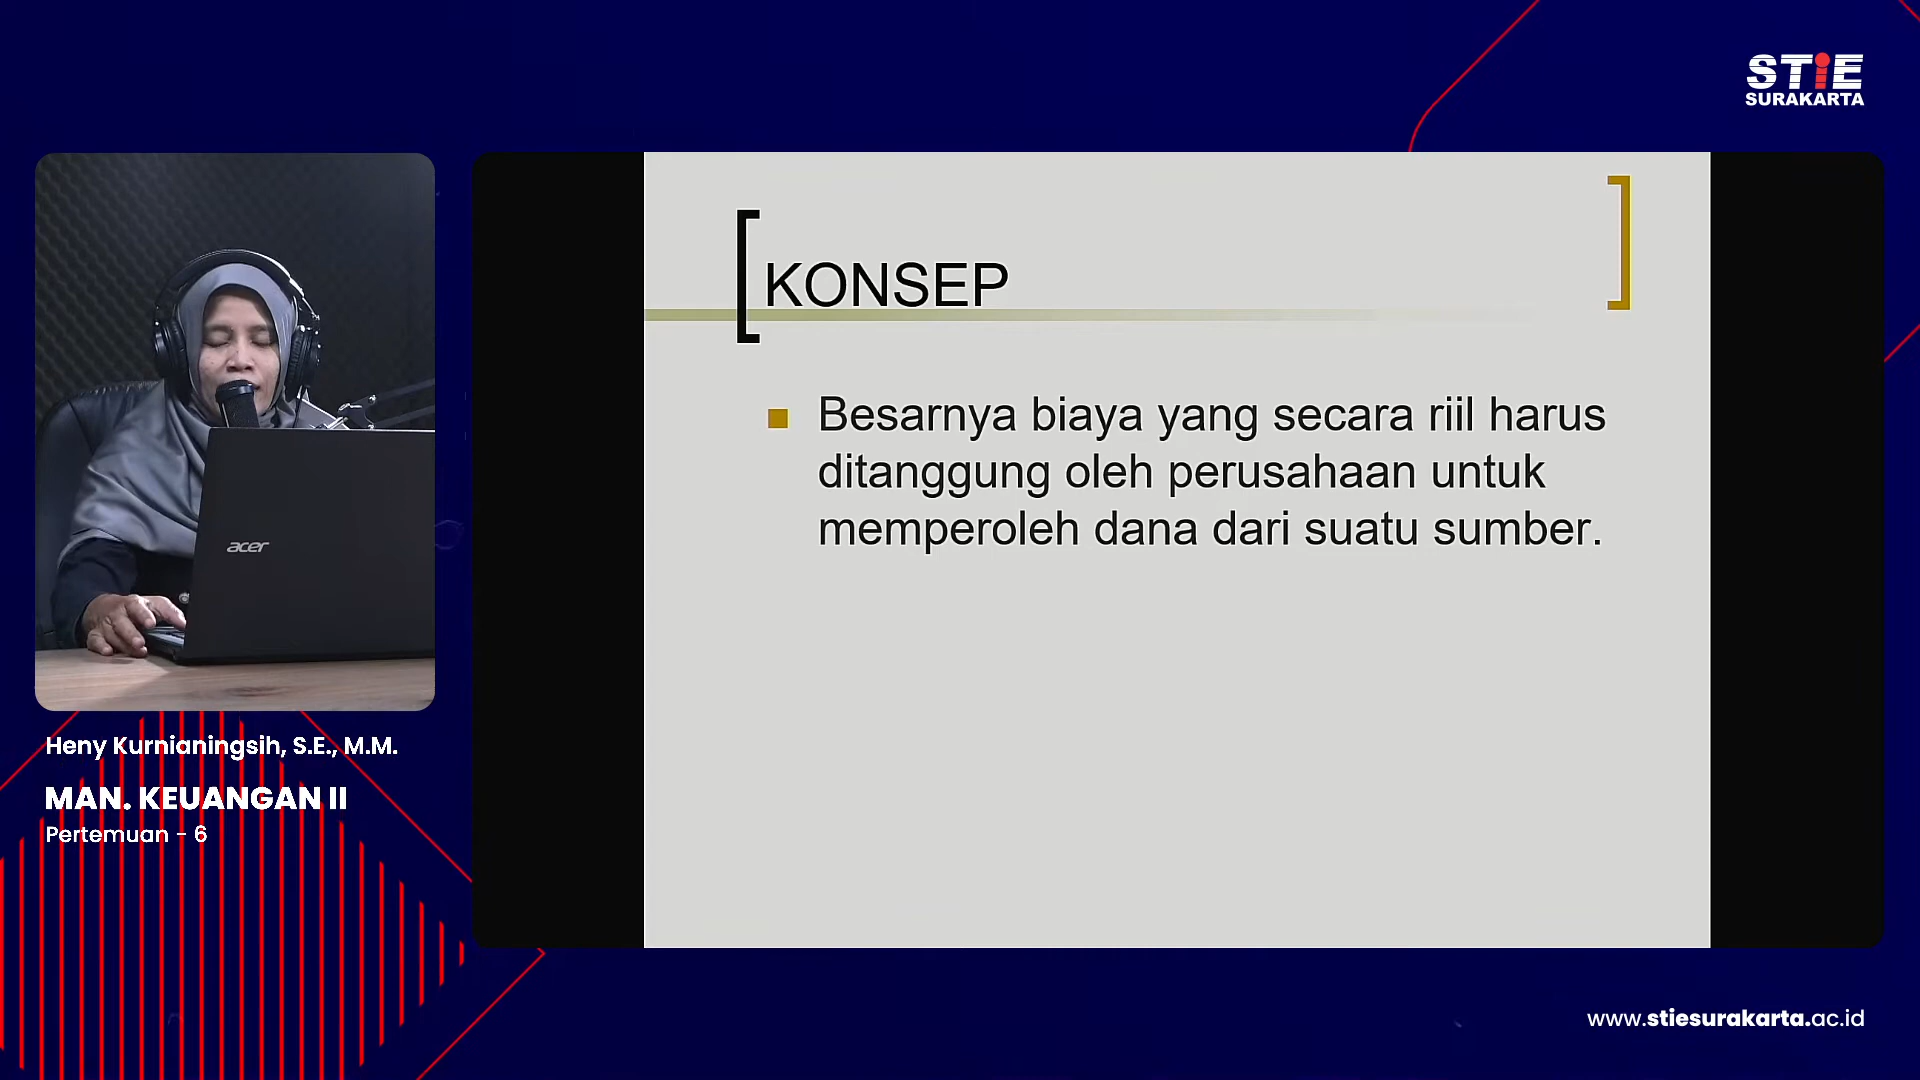 STiE
SURAKARTA
KONSEP
Besarnya biaya yang secara riil harus
ditanggung oleh perusahaan untuk
memperoleh dana dari suatu sumber.
acer
Heny Kurnianingsih, S.E., M.M.
MAN. KEUANGAN II
Pertemuan - 6
www.stiesurakarta.ac.id